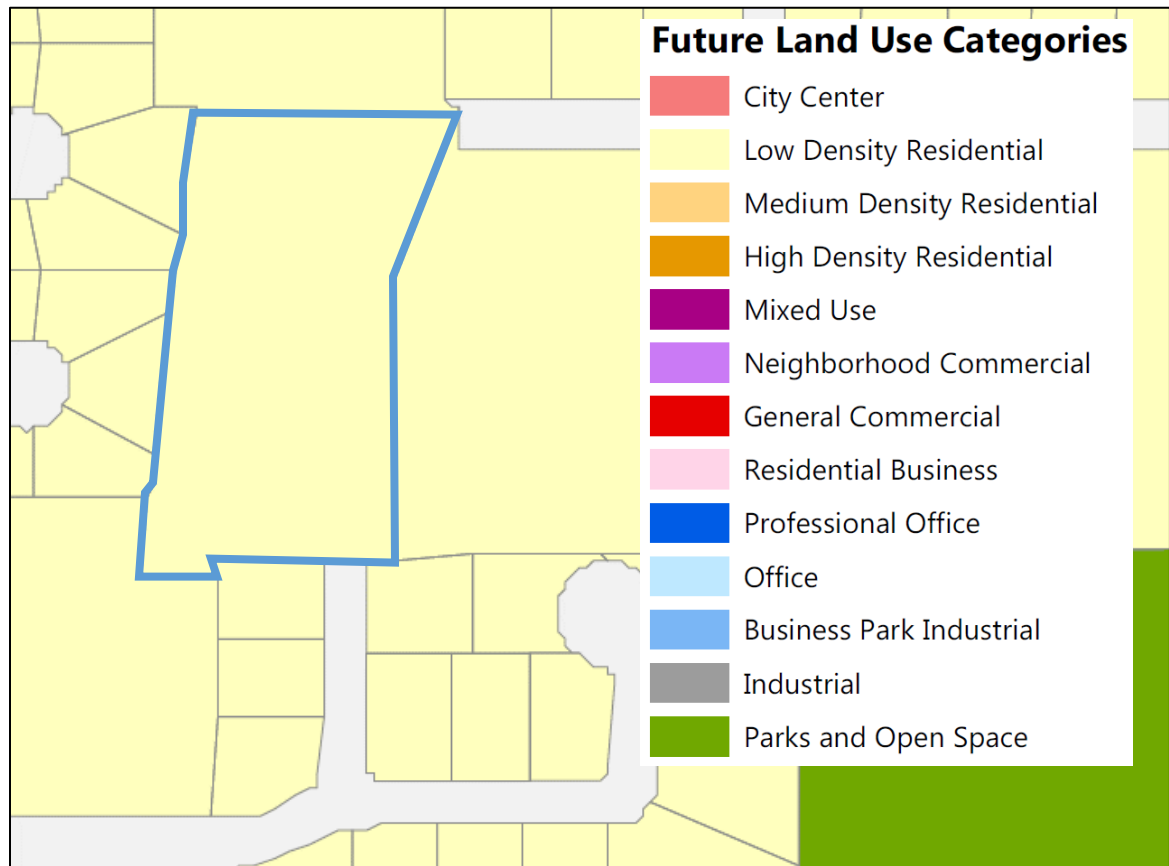 Future Land Use Categories
City Center
Low Density Residential
Medium Density Residential
High Density Residential
Mixed Use
Neighborhood Commercial
General Commercial
Residential Business
Professional Office
Office
Business Park Industrial
Industrial
Parks and Open Space